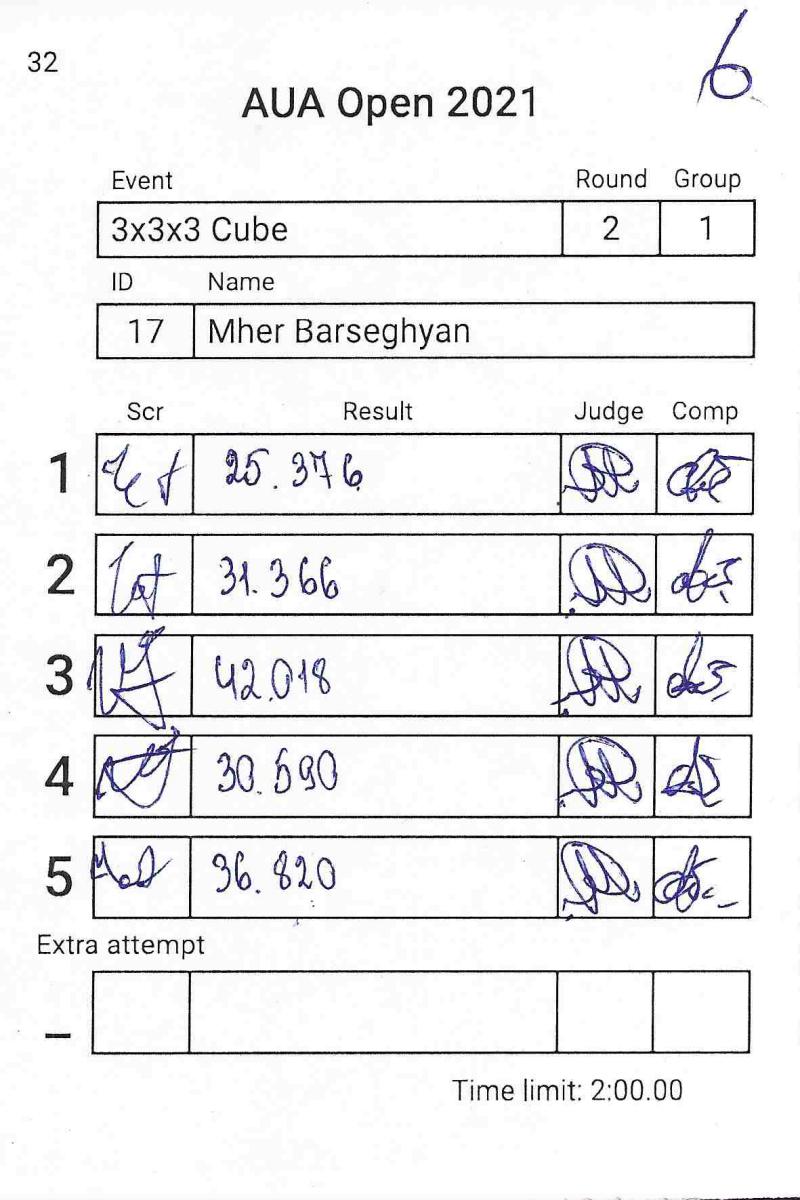 32
6
AUA Open 2021
Event Round Group
3x3x3 Cube 2 1
ID Name
17 Mher Barseghyan
Scr Result Judge Comp
1 25.376
2 31.366
3 42.018
4 30.590
5 36.820
Extra attempt
_
Time limit: 2:00.00